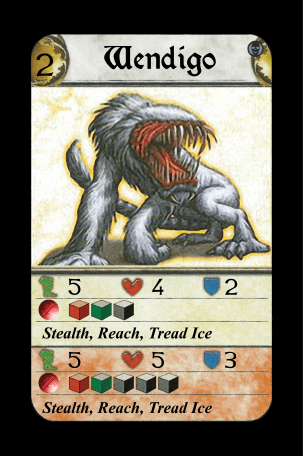 Wendigo
2
5 4 2
Stealth, Reach, Tread Ice
5 5 3
Stealth, Reach, Tread Ice